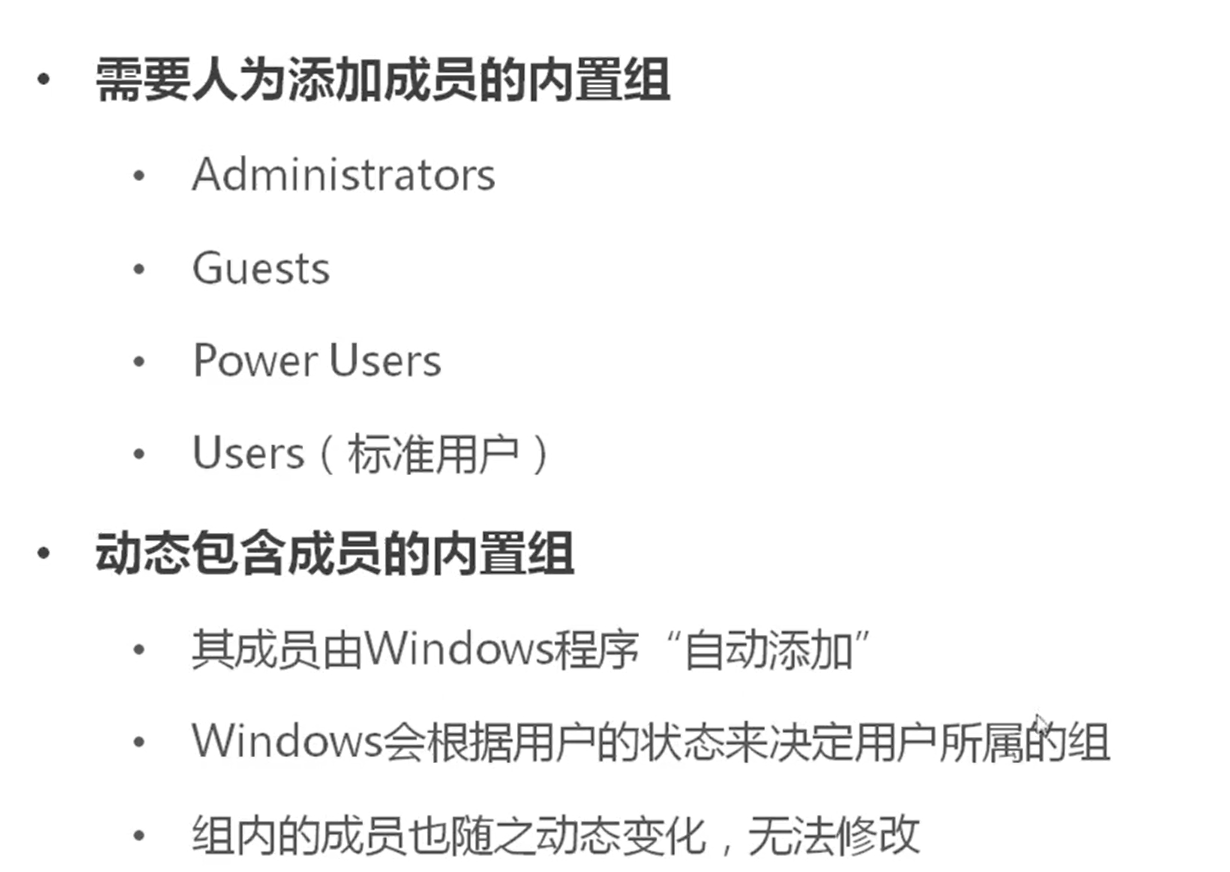 • 需要人为添加成员的内置组
• Administrators
• Guests
• Power Users
• Users（标准用户）
• 动态包含成员的内置组
• 其成员由Windows程序“自动添加”
• Windows会根据用户的状态来决定用户所属的组
• 组内的成员也随之动态变化，无法修改